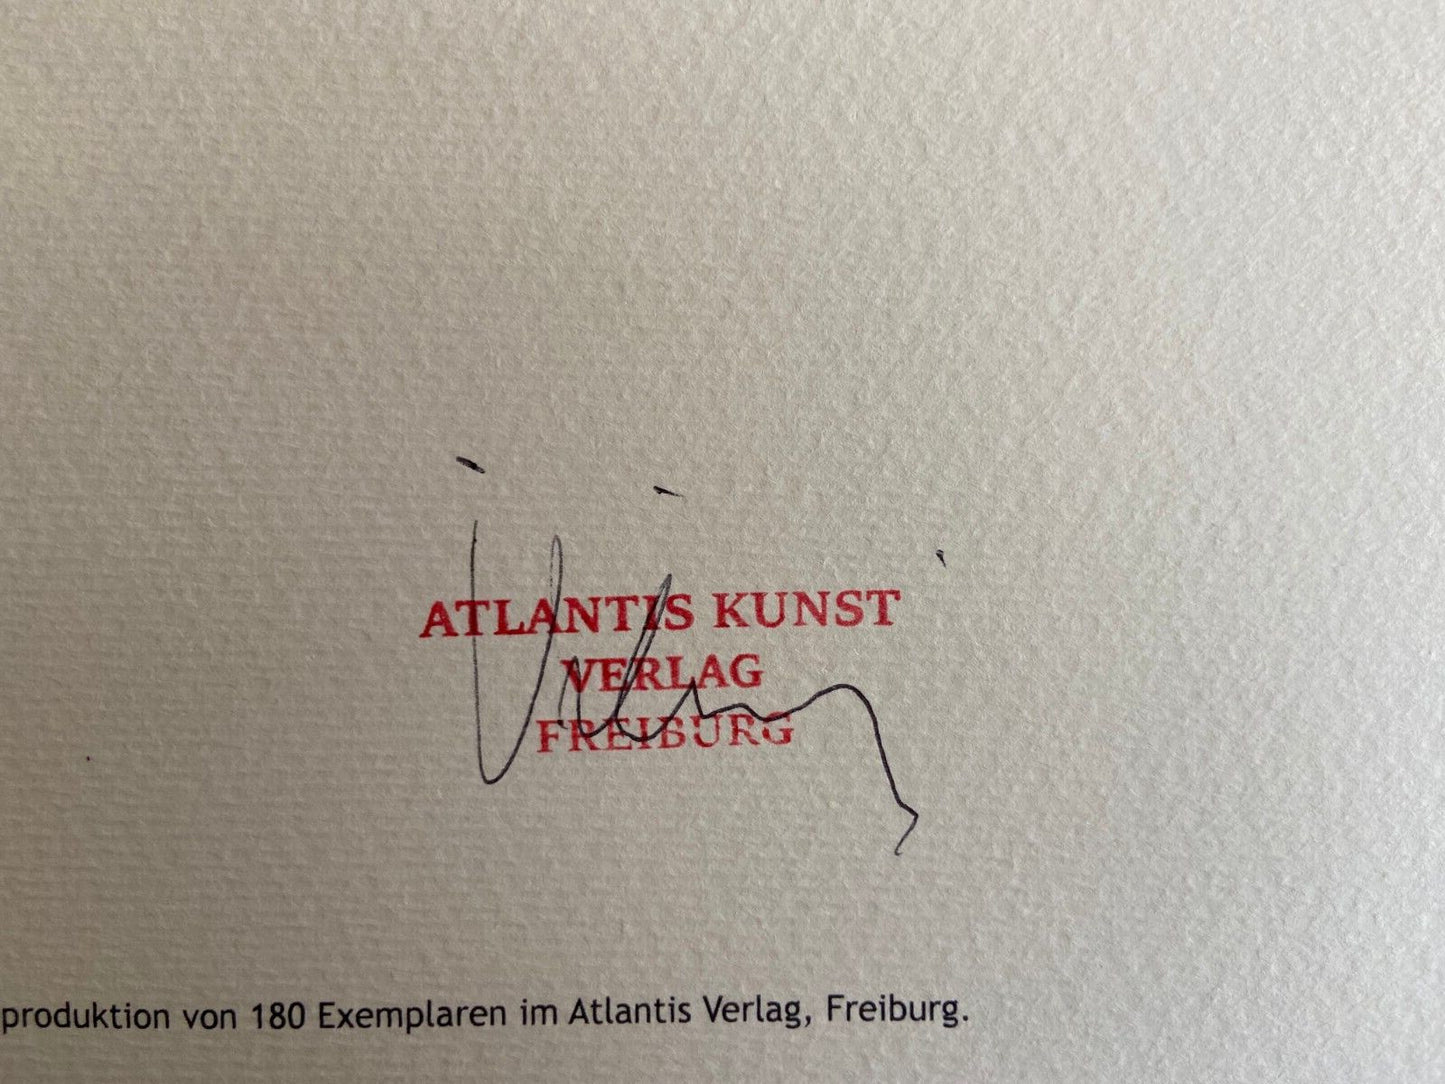 ATLANTIS KUNST
VERLAG
FREIBURG
produktion von 180 Exemplaren im Atlantis Verlag, Freiburg.